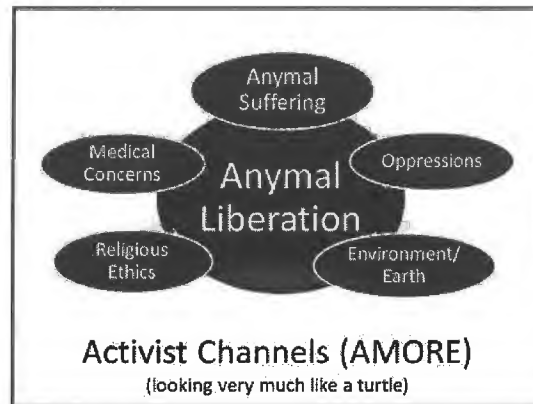 Anymal
Suffering
Medical
Concerns
Oppressions
Anymal
Liberation
Religious
Ethics
Environment/
Earth
Activist Channels (AMORE)
(looking very much like a turtle)